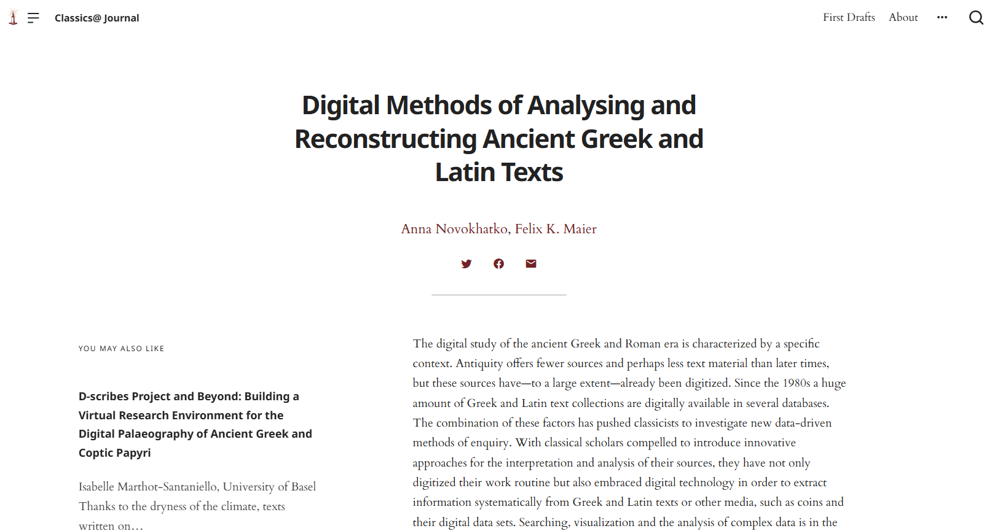 Classics@ Journal
First Drafts About
Digital Methods of Analysing and
Reconstructing Ancient Greek and
Latin Texts
Anna Novokhatko, Felix K. Maier
YOU MAY ALSO LIKE
D-scribes Project and Beyond: Building a
Virtual Research Environment for the
Digital Palaeography of Ancient Greek and
Coptic Papyri
Isabelle Marthot-Santaniello, University of Basel
Thanks to the dryness of the climate, texts
written on…
The digital study of the ancient Greek and Roman era is characterized by a specific
context. Antiquity offers fewer sources and perhaps less text material than later times,
but these sources have—to a large extent—already been digitized. Since the 1980s a huge
amount of Greek and Latin text collections are digitally available in several databases.
The combination of these factors has pushed classicists to investigate new data-driven
methods of enquiry. With classical scholars compelled to introduce innovative
approaches for the interpretation and analysis of their sources, they have not only
digitized their work routine but also embraced digital technology in order to extract
information systematically from Greek and Latin texts or other media, such as coins and
their digital data sets. Searching, visualization and the analysis of complex data is in the